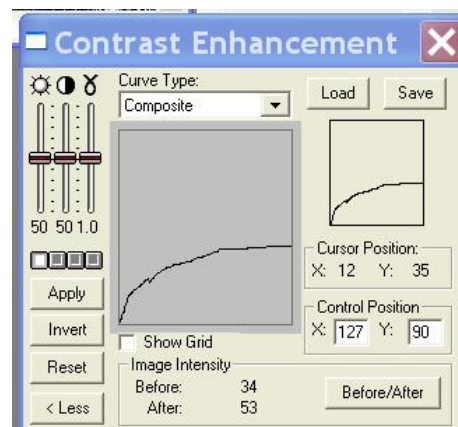 Contrast Enhancement
Curve Type:
Composite
Load Save
50 50 1.0
Cursor Position:
X: 12 Y: 35
Apply
Control Position
X: 127 Y: 90
Invert
Show Grid
Reset
Image Intensity
Before: 34
After: 53
Before/After
< Less